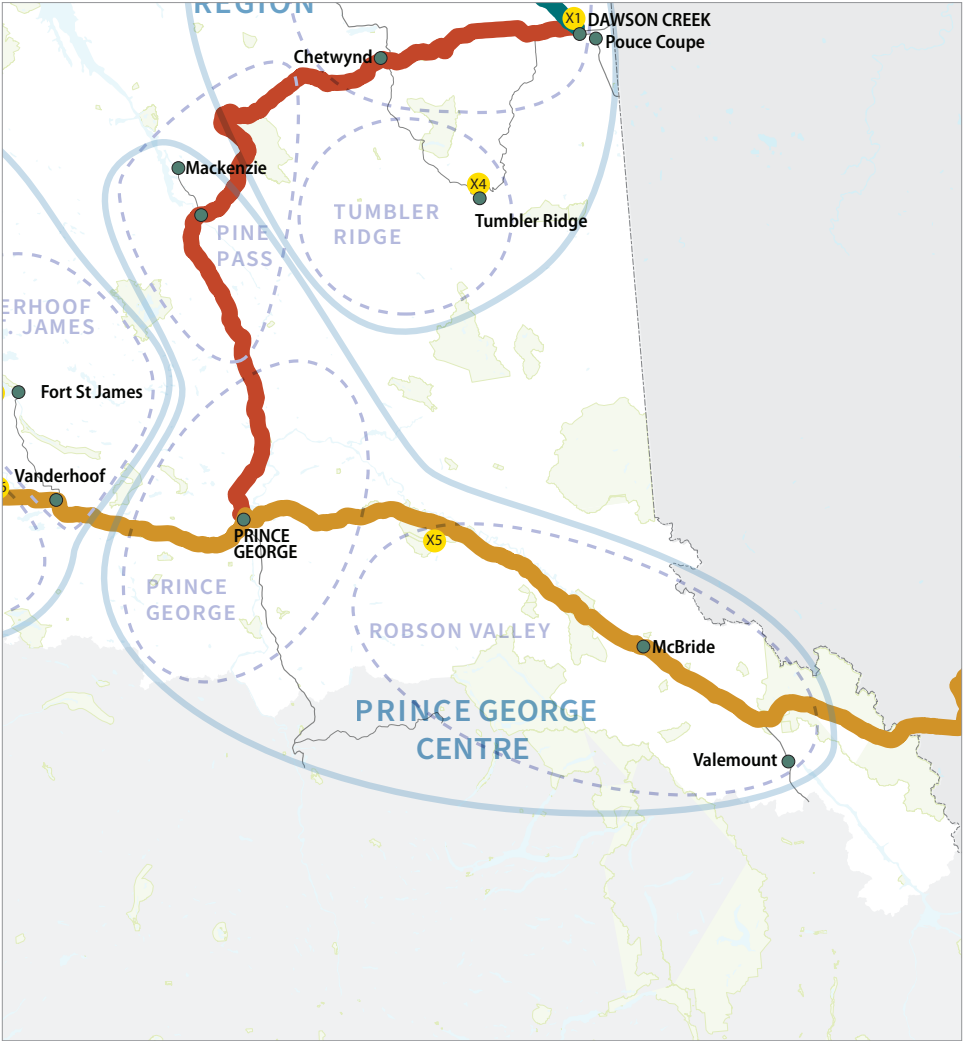 REGION
X1
DAWSON CREEK
Pouce Coupe
Chetwynd
Mackenzie
X4
Tumbler Ridge
TUMBLER
RIDGE
PINE
PASS
ERHOOF
T. JAMES
Fort St James
Vanderhoof
5
PRINCE
GEORGE
X5
PRINCE
GEORGE
ROBSON VALLEY
McBride
PRINCE GEORGE
CENTRE
Valemount